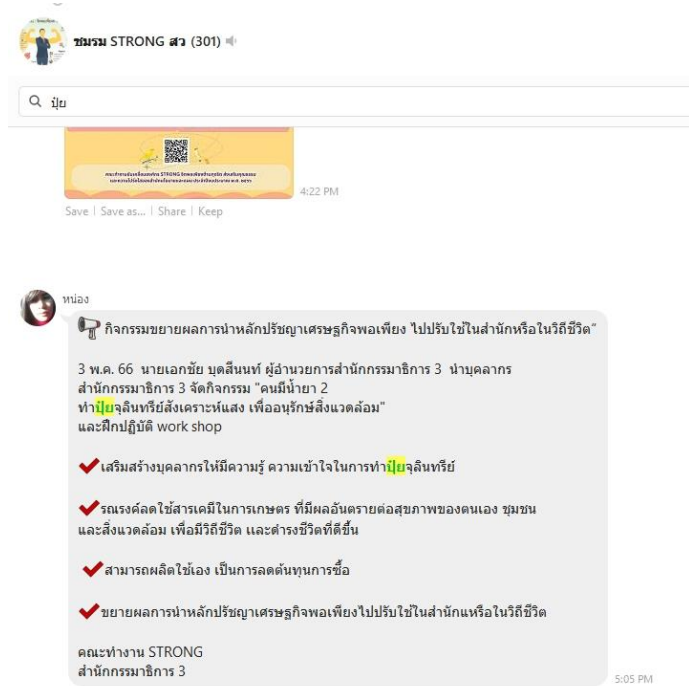 ชมรม STRONG สว (301)
ปุ๋ย
4:22 PM
Save | Save as... | Share | Keep
หน่อง
กิจกรรมขยายผลการนำหลักปรัชญาเศรษฐกิจพอเพียง ไปปรับใช้ในสำนักหรือในวิถีชีวิต"
3 พ.ค. 66 นายเอกชัย บุตสีนนท์ ผู้อำนวยการสำนักกรรมาธิการ 3 นำบุคลากร
สำนักกรรมาธิการ 3 จัดกิจกรรม "คนมีน้ำยา 2
ทำปุ๋ยจุลินทรีย์สังเคราะห์แสง เพื่ออนุรักษ์สิ่งแวดล้อม"
และฝึกปฏิบัติ work shop
เสริมสร้างบุคลากรให้มีความรู้ ความเข้าใจในการทำปุ๋ยจุลินทรีย์
รณรงค์ลดใช้สารเคมีในการเกษตร ที่มีผลอันตรายต่อสุขภาพของตนเอง ชุมชน
และสิ่งแวดล้อม เพื่อมีวิถีชีวิต และดำรงชีวิตที่ดีขึ้น
สามารถผลิตใช้เอง เป็นการลดต้นทุนการซื้อ
ขยายผลการนำหลักปรัชญาเศรษฐกิจพอเพียงไปปรับใช้ในสำนักแหรือในวิถีชีวิต
คณะทำงาน STRONG
สำนักกรรมาธิการ 3
5:05 PM